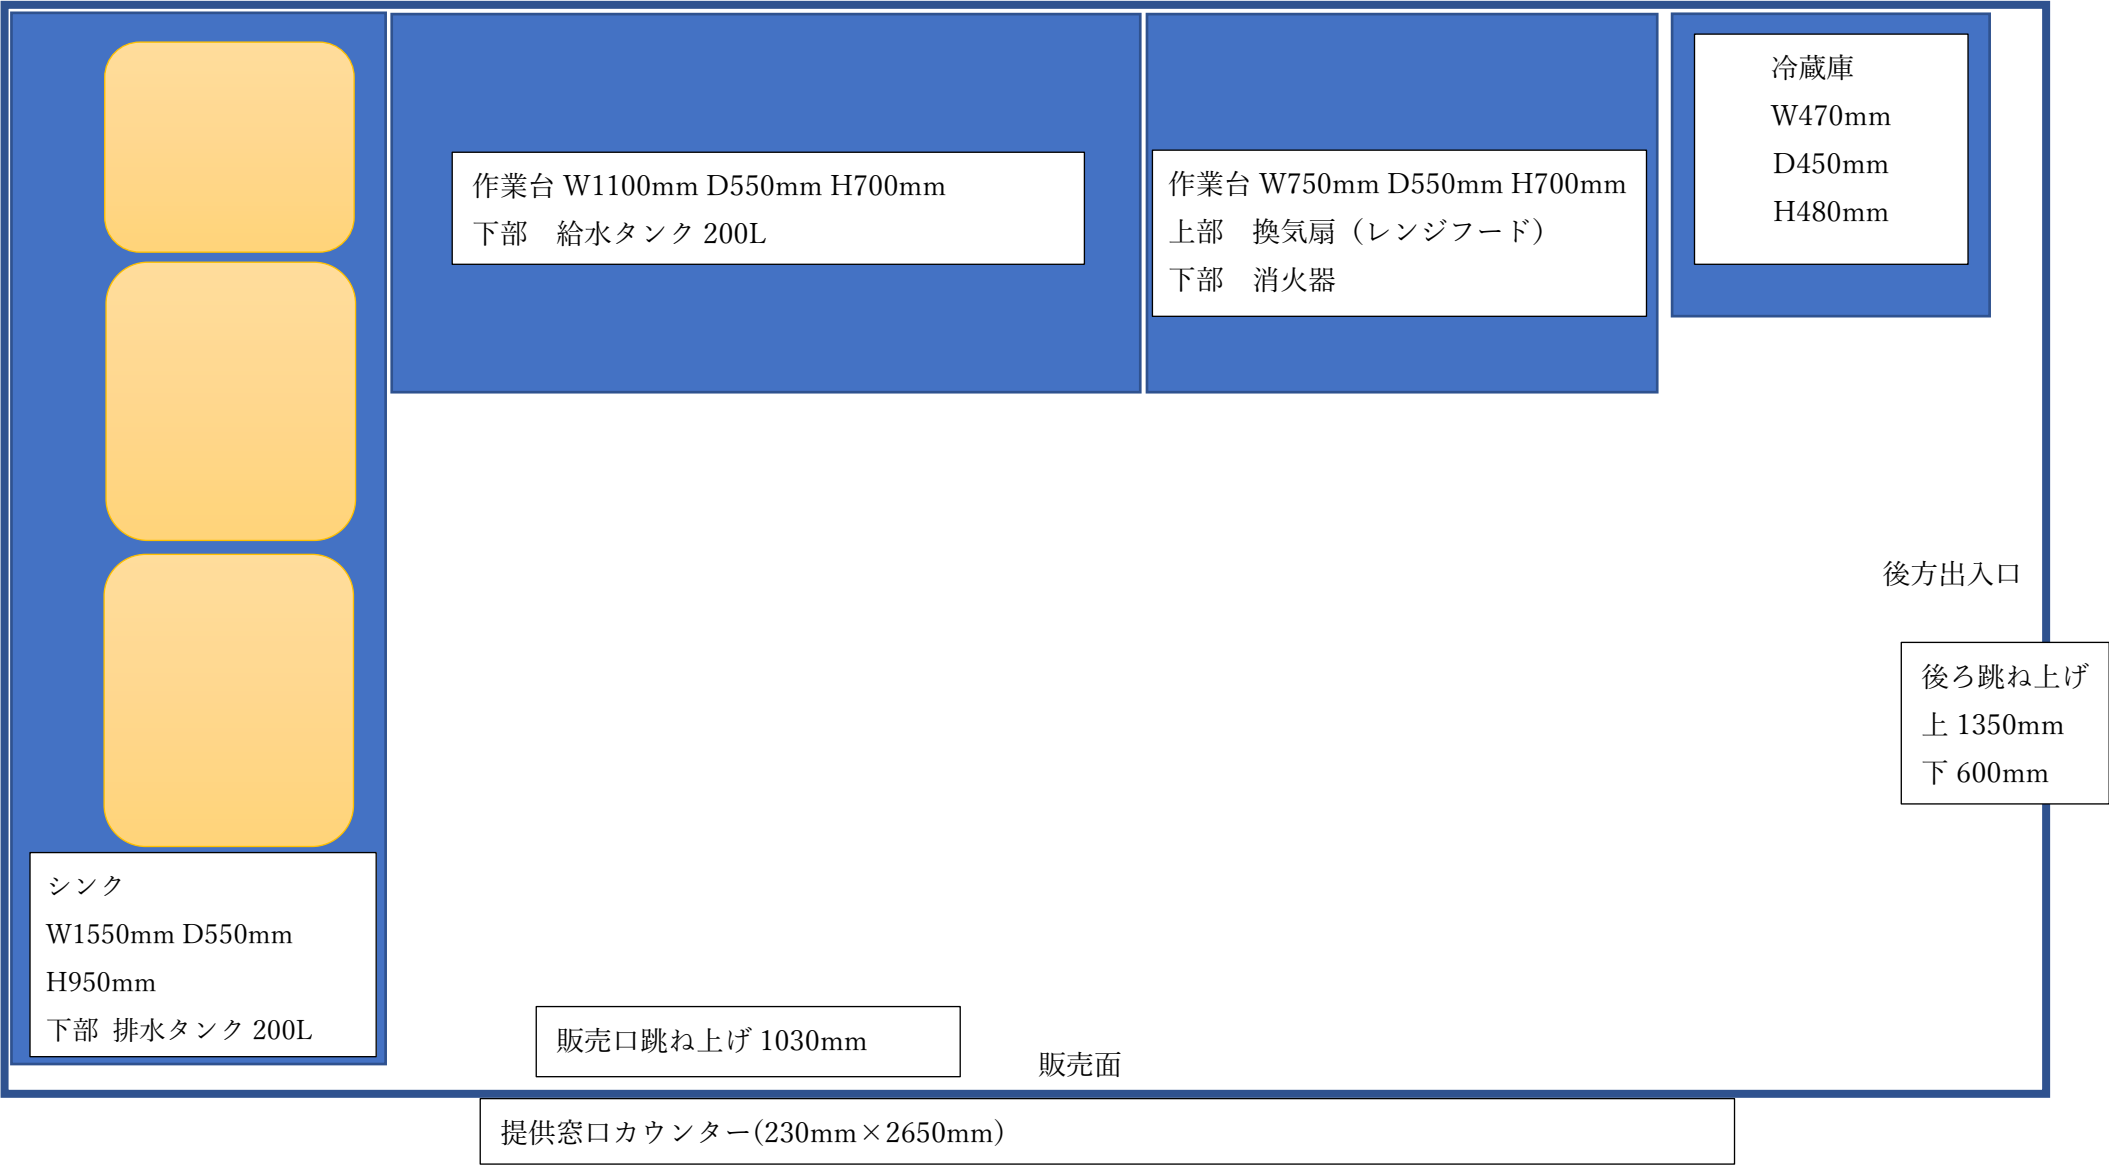 作業台 W1100mm D550mm H700mm
下部　給水タンク 200L
作業台 W750mm D550mm H700mm
上部　換気扇（レンジフード）
下部　消火器
冷蔵庫
W470mm
D450mm
H480mm
後方出入口
後ろ跳ね上げ
上 1350mm
下 600mm
シンク
W1550mm D550mm
H950mm
下部 排水タンク 200L
販売口跳ね上げ 1030mm
販売面
提供窓口カウンター(230mm×2650mm)